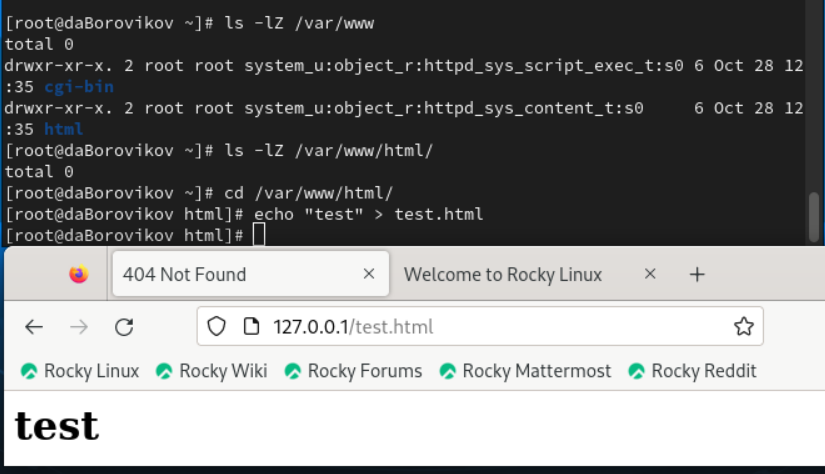 [root@daBorovikov ~]# ls -lZ /var/www
total 0
drwxr-xr-x. 2 root root system_u:object_r:httpd_sys_script_exec_t:s0 6 Oct 28 12
:35 cgi-bin
drwxr-xr-x. 2 root root system_u:object_r:httpd_sys_content_t:s0     6 Oct 28 12
:35 html
[root@daBorovikov ~]# ls -lZ /var/www/html/
total 0
[root@daBorovikov ~]# cd /var/www/html/
[root@daBorovikov html]# echo "test" > test.html
[root@daBorovikov html]#
404 Not Found Welcome to Rocky Linux
127.0.0.1/test.html
Rocky Linux Rocky Wiki Rocky Forums Rocky Mattermost Rocky Reddit
test